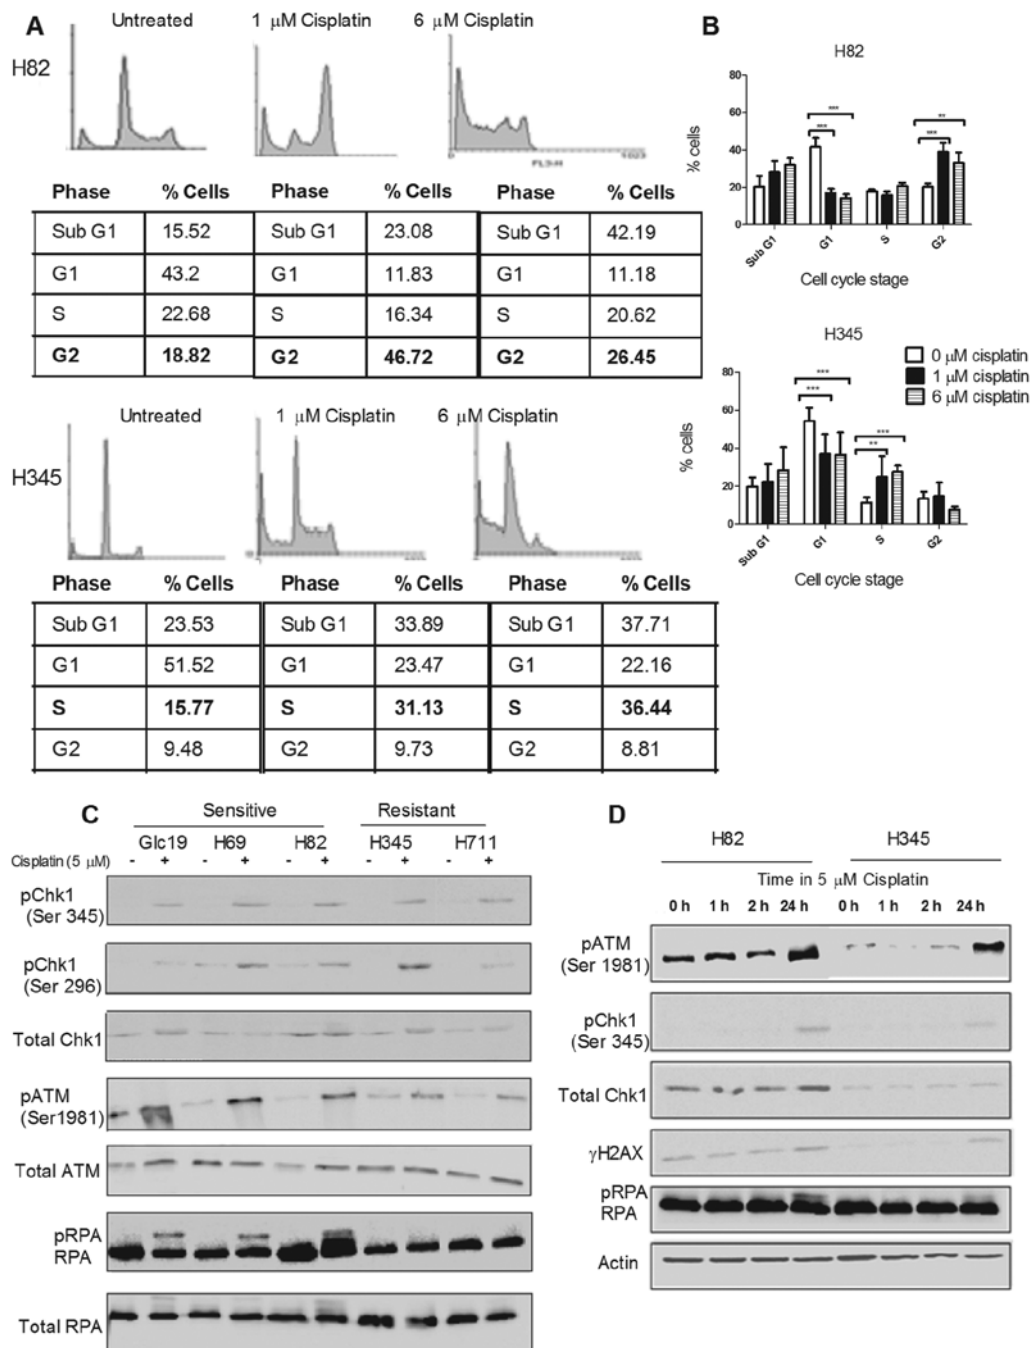 A
B
Untreated 1 μM Cisplatin 6 μM Cisplatin
H82
0 FL3-H 1023
Phase % Cells Phase % Cells Phase % Cells
Sub G1 15.52 Sub G1 23.08 Sub G1 42.19
G1 43.2 G1 11.83 G1 11.18
S 22.68 S 16.34 S 20.62
G2 18.82 G2 46.72 G2 26.45
Untreated 1 μM Cisplatin 6 μM Cisplatin
H345
Phase % Cells Phase % Cells Phase % Cells
Sub G1 23.53 Sub G1 33.89 Sub G1 37.71
G1 51.52 G1 23.47 G1 22.16
S 15.77 S 31.13 S 36.44
G2 9.48 G2 9.73 G2 8.81
H82
80
60
40
20
0
% cells
*** *** *** **
Sub G1 G1 S G2
Cell cycle stage
H345
0 μM cisplatin
1 μM cisplatin
6 μM cisplatin
80
60
40
20
0
% cells
*** *** *** **
Sub G1 G1 S G2
Cell cycle stage
C
Sensitive Resistant
Glc19 H69 H82 H345 H711
Cisplatin (5 μM) - + - + - + - + - +
pChk1
(Ser 345)
pChk1
(Ser 296)
Total Chk1
pATM
(Ser1981)
Total ATM
pRPA
RPA
Total RPA
D
H82 H345
Time in 5 μM Cisplatin
0 h 1 h 2 h 24 h 0 h 1 h 2 h 24 h
pATM
(Ser 1981)
pChk1
(Ser 345)
Total Chk1
γH2AX
pRPA
RPA
Actin